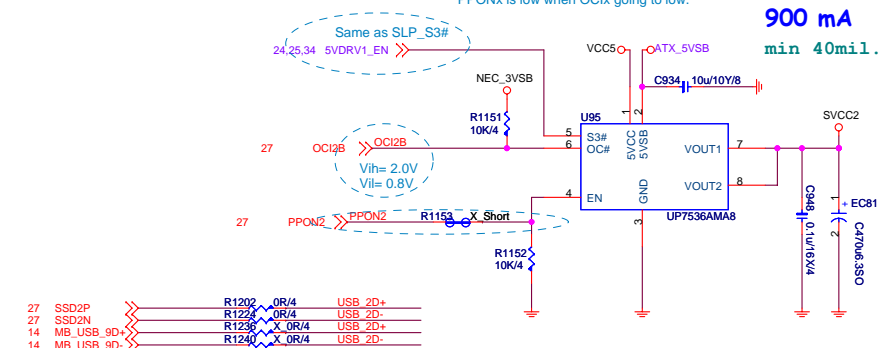 PPONx is low when OCIx going to low.
900 mA
min 40mil.
Same as SLP_S3#
24,25,34 5VDRV1_EN
VCC5
ATX_5VSB
NEC_3VSB
C934 10u/10Y/8
R1151
10K/4
U95
SVCC2
1
2
5 S3#
6 OC#
5VCC
5VSB
VOUT1 7
27 OCI2B OCI2B
Vih= 2.0V
Vil= 0.8V
VOUT2 8
4 EN
GND
3
UP7536AMA8
C948
0.1u/16X/4
1
+ EC81
2
C470u6.3SO
27 PPON2 PPON2 R1153 X_Short
R1152
10K/4
27 SSD2P R1202 0R/4 USB_2D+
27 SSD2N R1224 0R/4 USB_2D-
14 MB_USB_9D+ R1236 X_0R/4 USB_2D+
14 MB_USB_9D- R1240 X_0R/4 USB_2D-